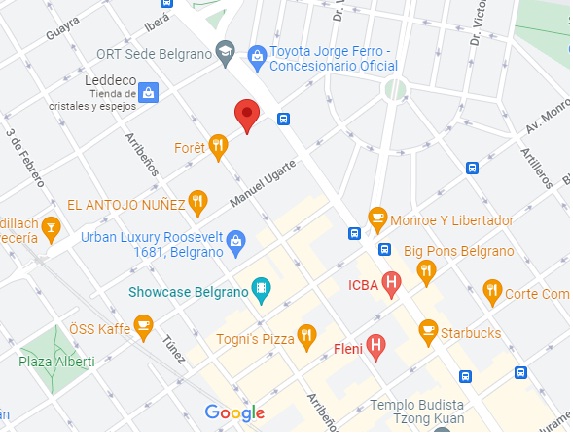 Guayra
Iberá
Dr. Rov
Dr. Victor
ORT Sede Belgrano
Toyota Jorge Ferro -
Concesionario Oficial
Leddeco
Tienda de
cristales y espejos
Av. Monro
3 de Febrero
Arribeños
Forêt
Artilleros
Manuel Ugarte
EL ANTOJO NUÑEZ
dillach
vecería
Monroe Y Libertador
Urban Luxury Roosevelt
1681, Belgrano
Big Pons Belgrano
Showcase Belgrano
ICBA
Corte Com
ÖSS Kaffe
Togni's Pizza
Starbucks
Fleni
Túnez
Plaza Alberti
Arribeños
Google
Templo Budista
Tzong Kuan
Jurame